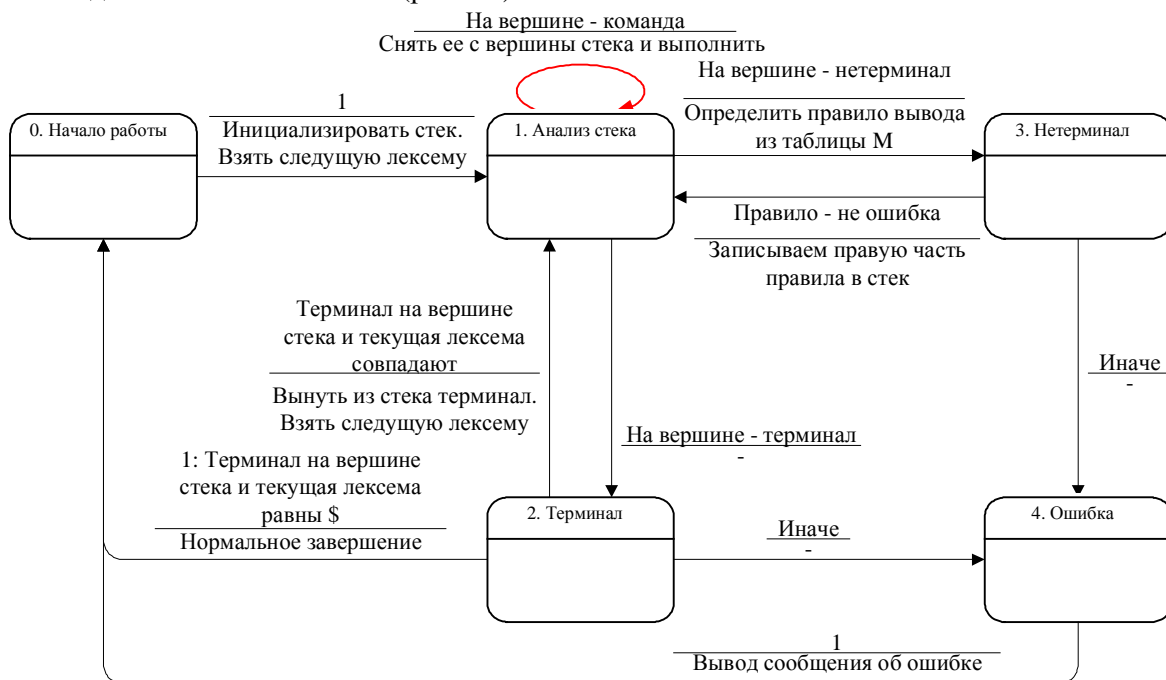 На вершине - команда
Снять ее с вершины стека и выполнить
На вершине - нетерминал
Определить правило вывода
из таблицы М
1
Инициализировать стек.
Взять следущую лексему
0. Начало работы
1. Анализ стека
3. Нетерминал
Правило - не ошибка
Записываем правую часть
правила в стек
Терминал на вершине
стека и текущая лексема
совпадают
Вынуть из стека терминал.
Взять следущую лексему
Иначе
-
На вершине - терминал
-
1: Терминал на вершине
стека и текущая лексема
равны $
Нормальное завершение
2. Терминал
Иначе
-
4. Ошибка
1
Вывод сообщения об ошибке